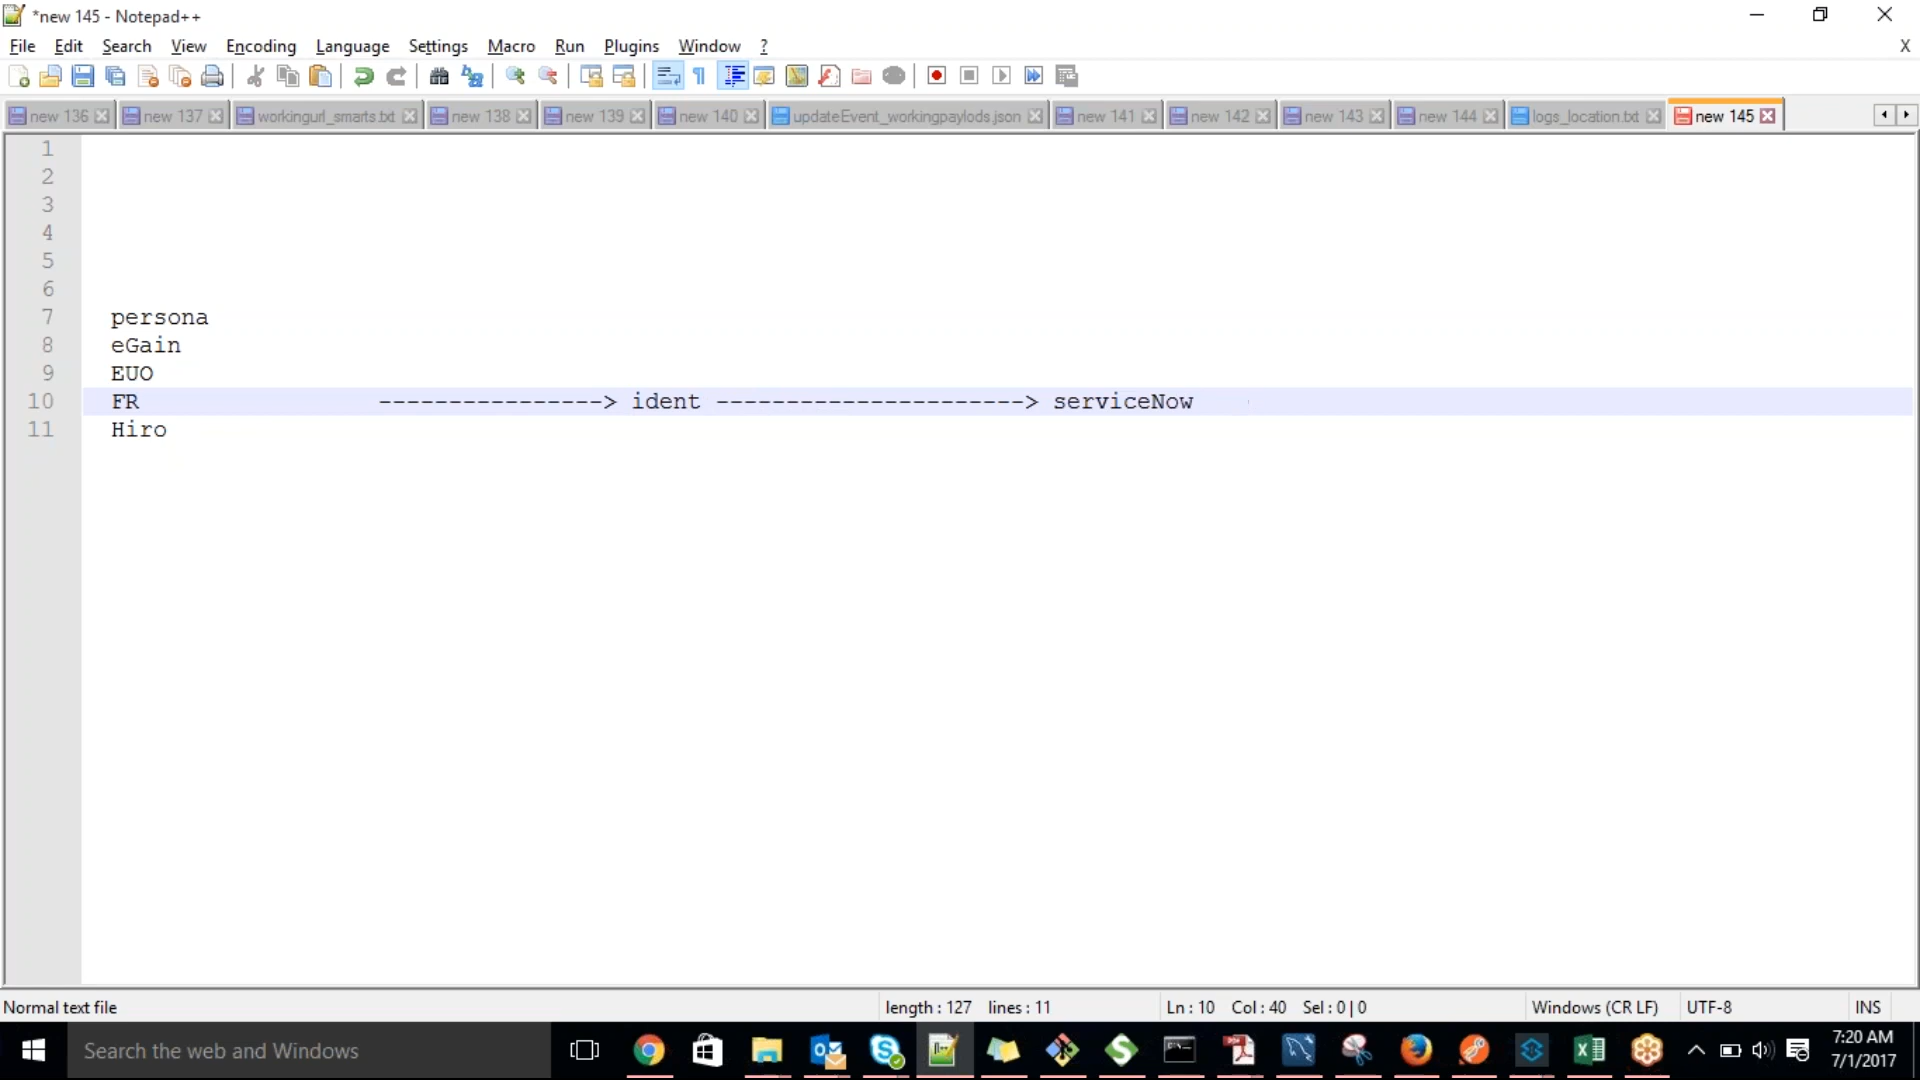 *new 145 - Notepad++
File Edit Search View Encoding Language Settings Macro Run Plugins Window ? X
new 136 new 137 workingurl_smarts.txt new 138 new 139 new 140 updateEvent_workingpaylods.json new 141 new 142 new 143 new 144 logs_location.txt new 145
1
2
3
4
5
6
7 persona
8 eGain
9 EUO
10 FR ----------------> ident ----------------------> serviceNow
11 Hiro
Normal text file length : 127 lines : 11 Ln : 10 Col : 40 Sel : 0 | 0 Windows (CR LF) UTF-8 INS
Search the web and Windows 7:20 AM
7/1/2017